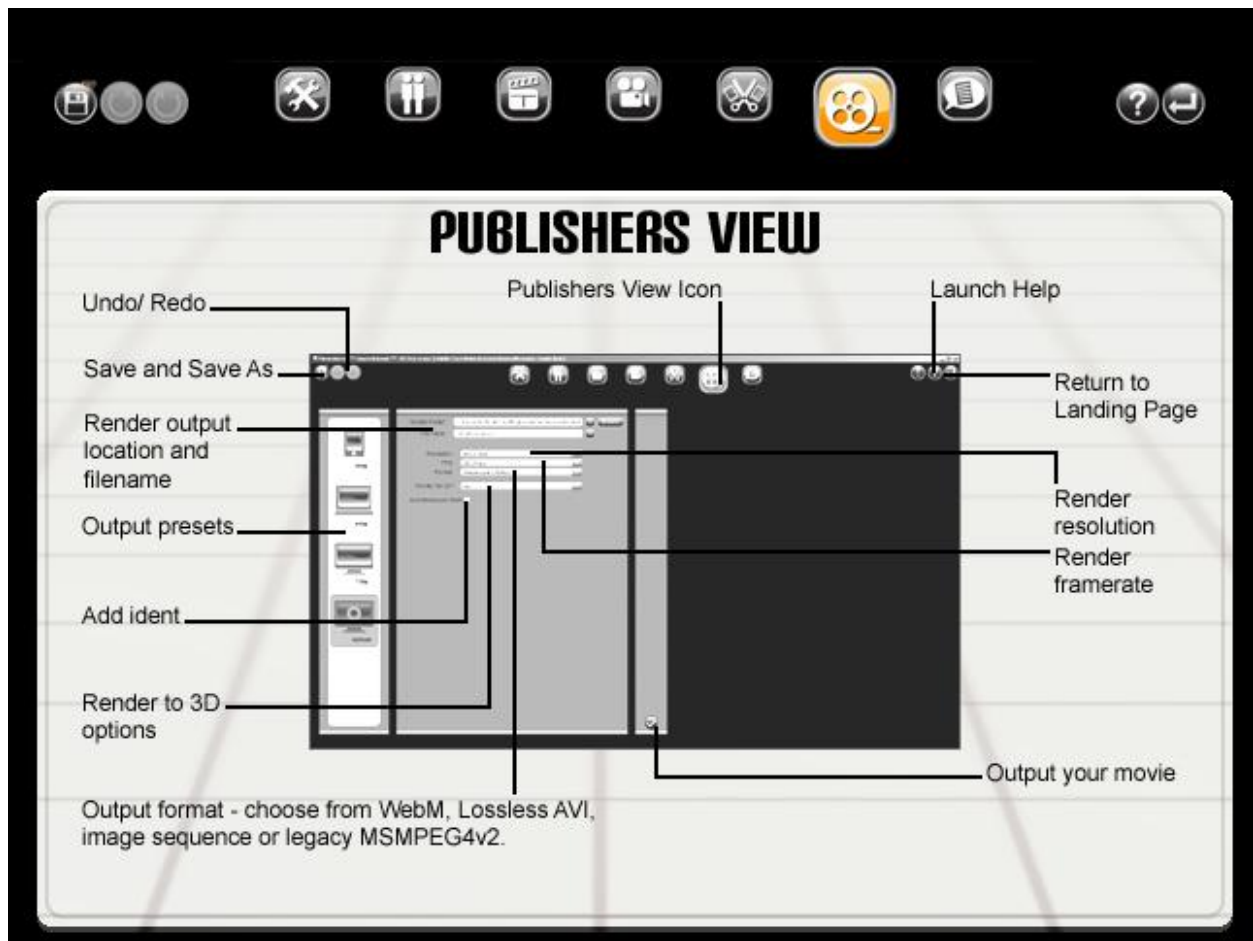 PUBLISHERS VIEW
Undo/ Redo
Publishers View Icon
Launch Help
Save and Save As
Return to
Landing Page
Render output
location and
filename
Output presets
Render
resolution
Render
framerate
Add ident
Render to 3D
options
Output your movie
Output format - choose from WebM, Lossless AVI,
image sequence or legacy MSMPEG4v2.